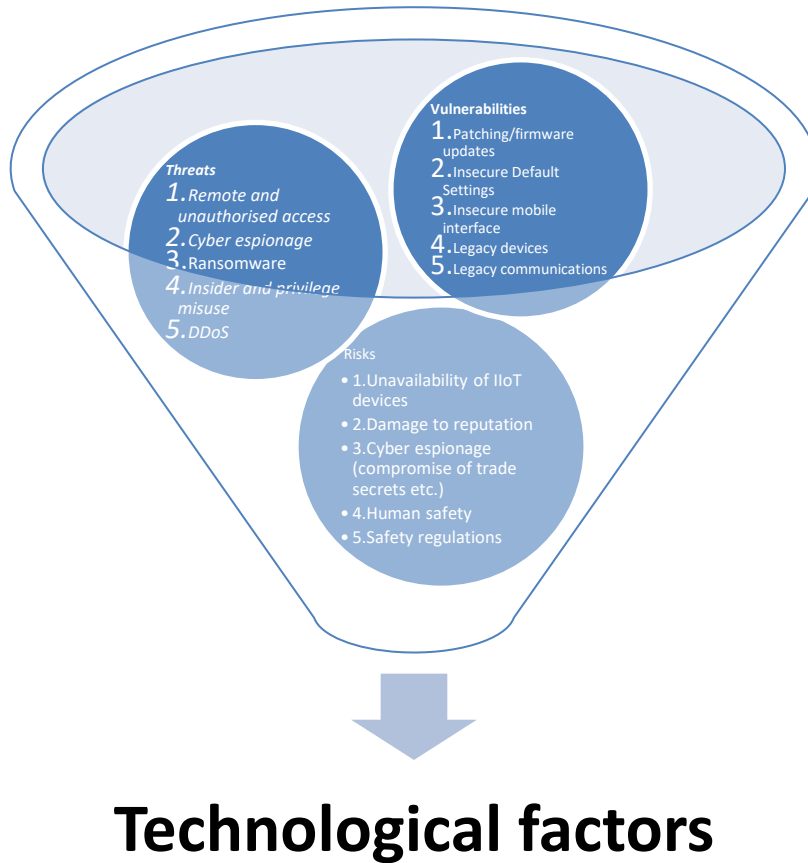 Threats
1.Remote and
unauthorised access
2.Cyber espionage
3.Ransomware
4.Insider and privilege
misuse
5.DDoS
Vulnerabilities
1.Patching/firmware
updates
2.Insecure Default
Settings
3.Insecure mobile
interface
4.Legacy devices
5.Legacy communications
Risks
• 1.Unavailability of IIoT
devices
• 2.Damage to reputation
• 3.Cyber espionage
(compromise of trade
secrets etc.)
• 4.Human safety
• 5.Safety regulations
Technological factors